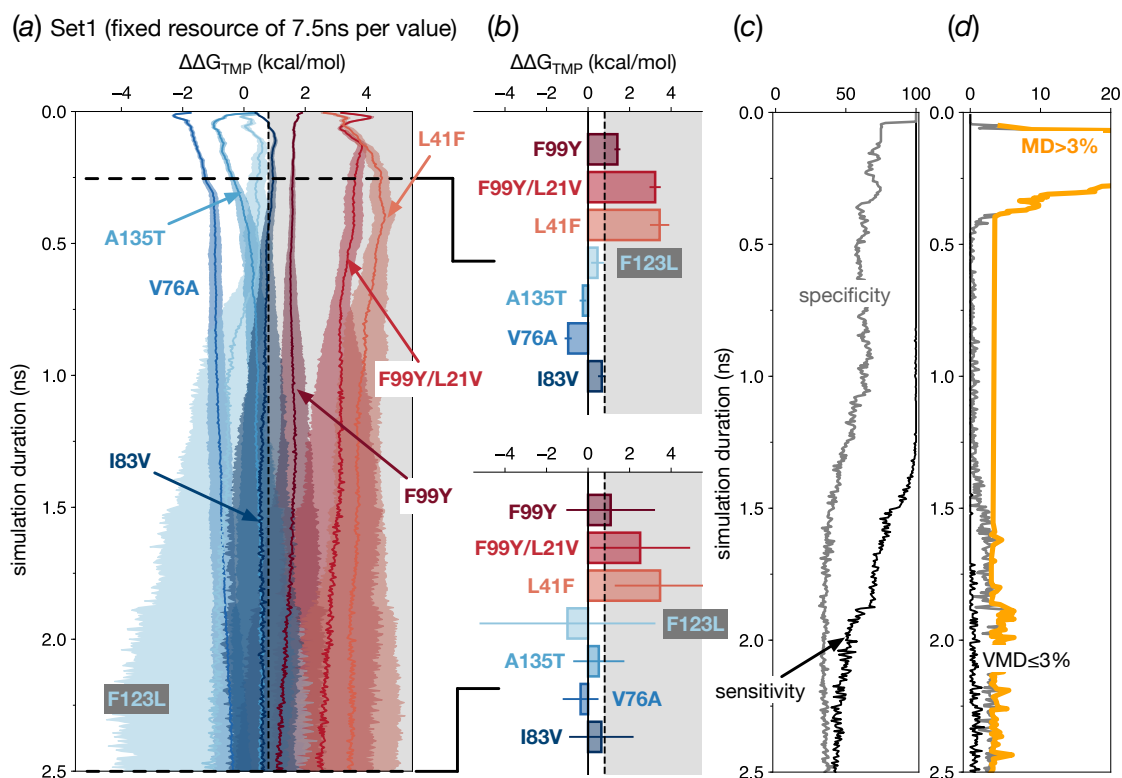 (a) Set1 (fixed resource of 7.5ns per value)
ΔΔG_TMP (kcal/mol)
−4 −2 0 2 4
0.0
0.5
1.0
1.5
2.0
2.5
simulation duration (ns)
L41F
A135T
V76A
F99Y/L21V
I83V
F99Y
F123L
(b)
ΔΔG_TMP (kcal/mol)
−4 −2 0 2 4
F99Y
F99Y/L21V
L41F
F123L
A135T
V76A
I83V
−4 −2 0 2 4
F99Y
F99Y/L21V
L41F
F123L
A135T
V76A
I83V
(c)
0 50 100
0.0
0.5
1.0
1.5
2.0
2.5
simulation duration (ns)
specificity
sensitivity
(d)
0 10 20
0.0
0.5
1.0
1.5
2.0
2.5
MD>3%
VMD≤3%